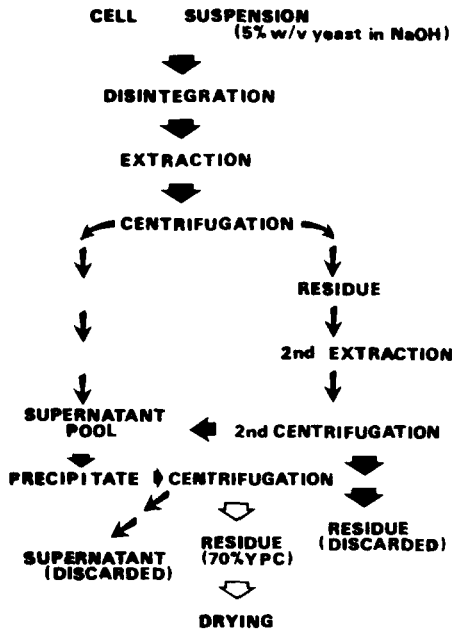 CELL SUSPENSION
(5% w/v yeast in NaOH)
DISINTEGRATION
EXTRACTION
CENTRIFUGATION
RESIDUE
2nd EXTRACTION
SUPERNATANT
POOL
2nd CENTRIFUGATION
PRECIPITATE
CENTRIFUGATION
SUPERNATANT
(DISCARDED)
RESIDUE
(70%YPC)
RESIDUE
(DISCARDED)
DRYING